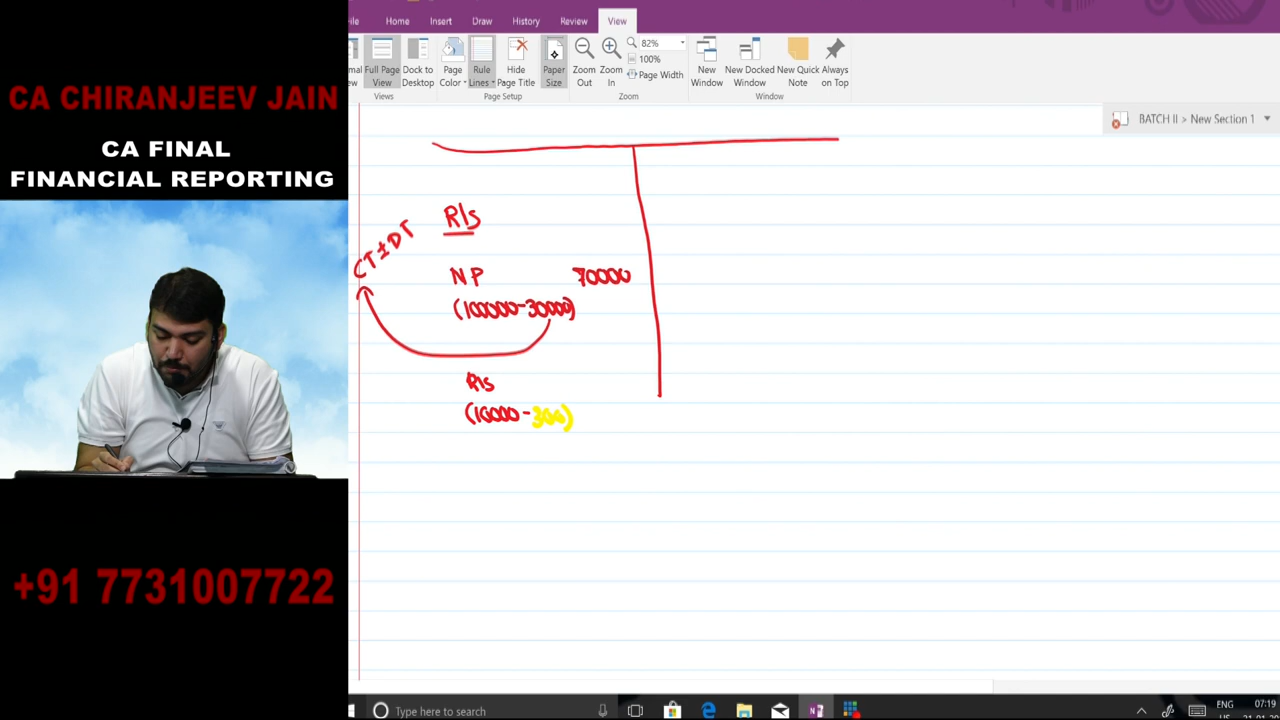 CA CHIRANJEEV JAIN
CA FINAL
FINANCIAL REPORTING
+91 7731007722
Home Insert Draw History Review View
Full Page View
Dock to Desktop
Views
Page Color
Rule Lines
Hide Page Title
Paper Size
Page Setup
Zoom Out
Zoom In
82%
100%
Page Width
Zoom
New Window
New Docked Window
New Quick Note
Always on Top
Window
BATCH II > New Section 1
CT ± DT
R/s
NP 70000
(100000-30000)
R/s
Type here to search
ENG
07:19